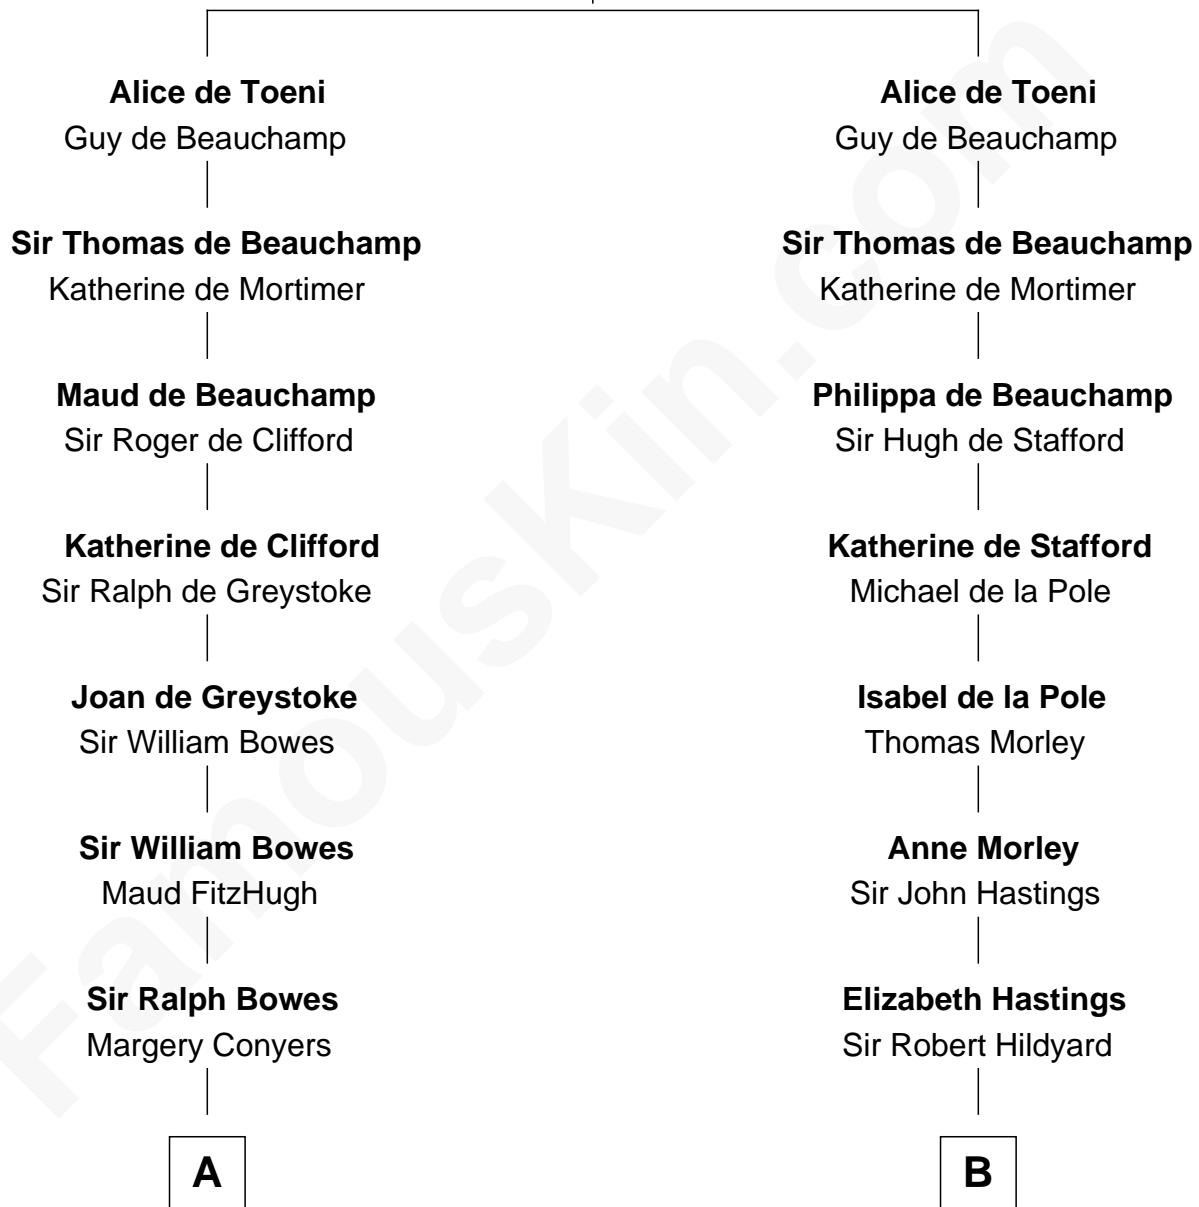 Alice de Toeni
Guy de Beauchamp
Sir Thomas de Beauchamp
Katherine de Mortimer
Maud de Beauchamp
Sir Roger de Clifford
Katherine de Clifford
Sir Ralph de Greystoke
Joan de Greystoke
Sir William Bowes
Sir William Bowes
Maud FitzHugh
Sir Ralph Bowes
Margery Conyers
A
Alice de Toeni
Guy de Beauchamp
Sir Thomas de Beauchamp
Katherine de Mortimer
Philippa de Beauchamp
Sir Hugh de Stafford
Katherine de Stafford
Michael de la Pole
Isabel de la Pole
Thomas Morley
Anne Morley
Sir John Hastings
Elizabeth Hastings
Sir Robert Hildyard
B
FamousKin.com